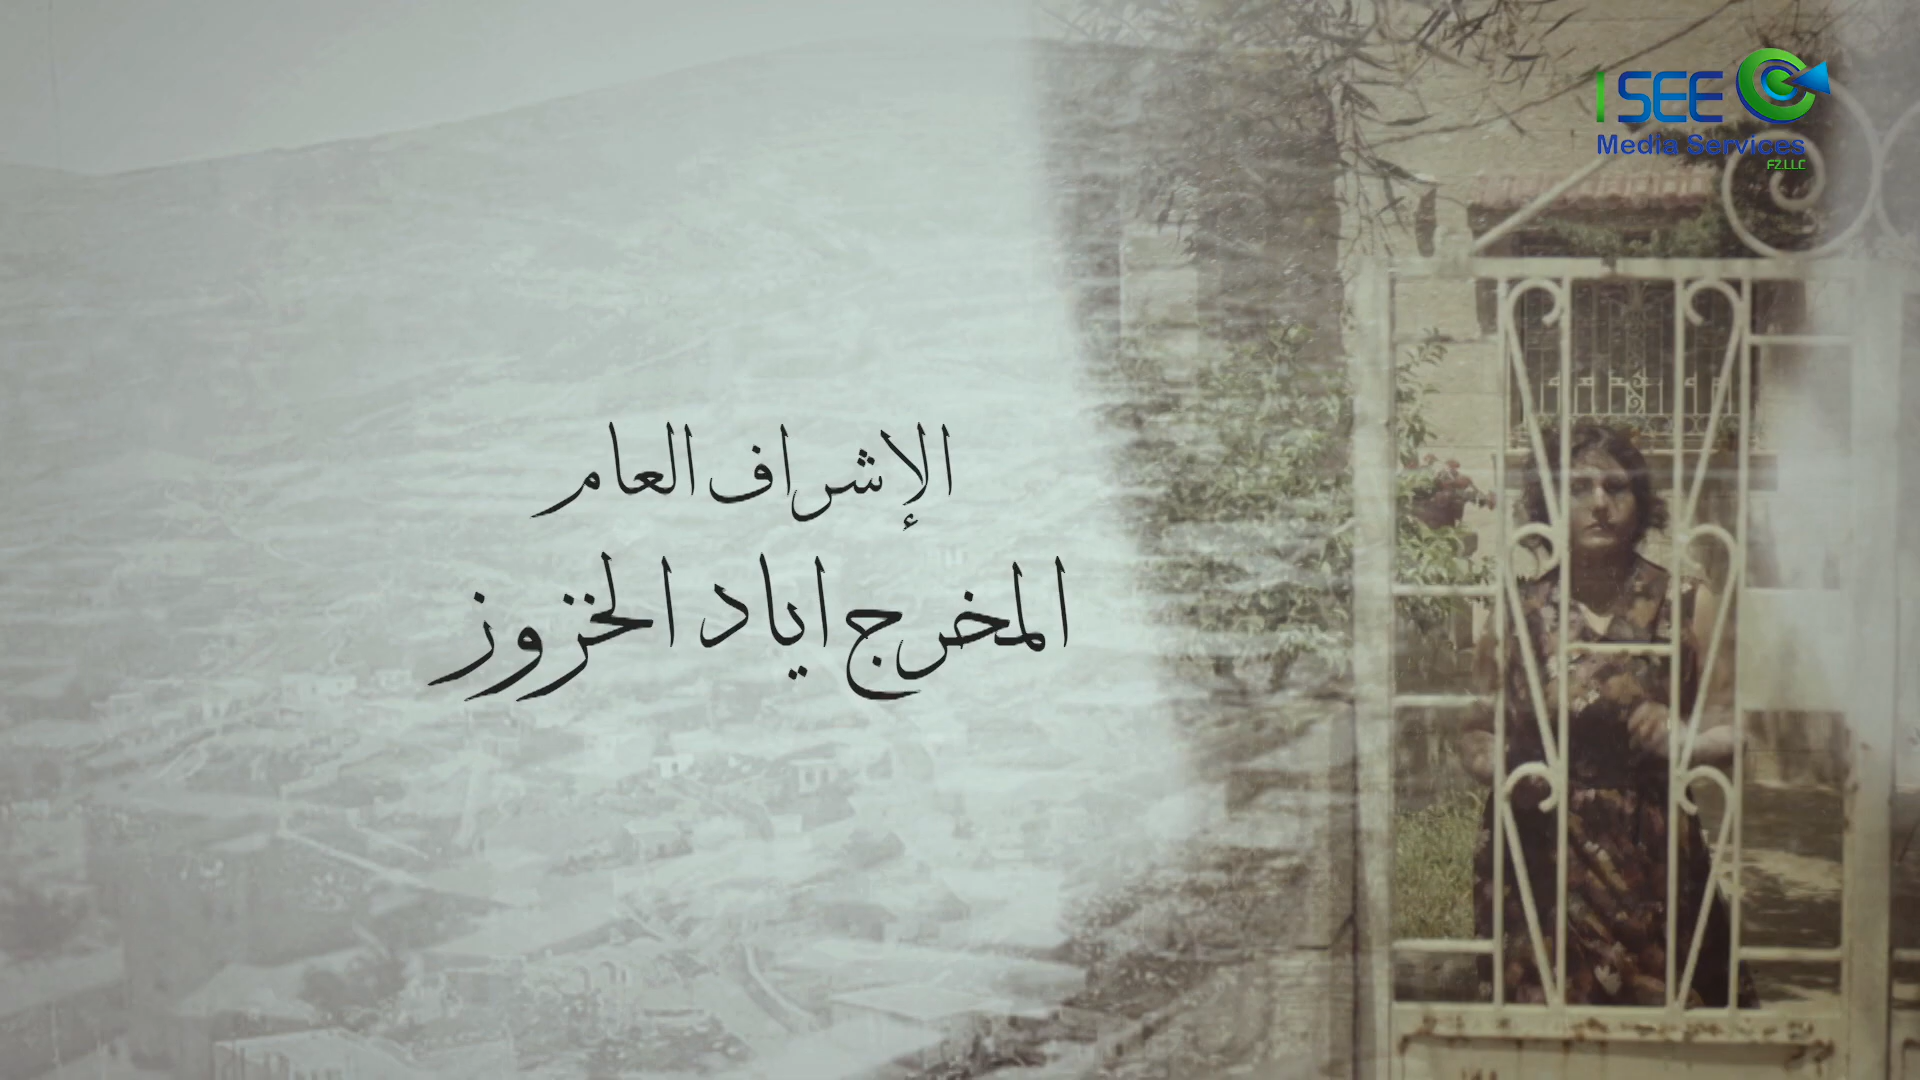 I SEE
Media Services
FZ.LLC
الإشراف العام
المخرج اياد الخزوز